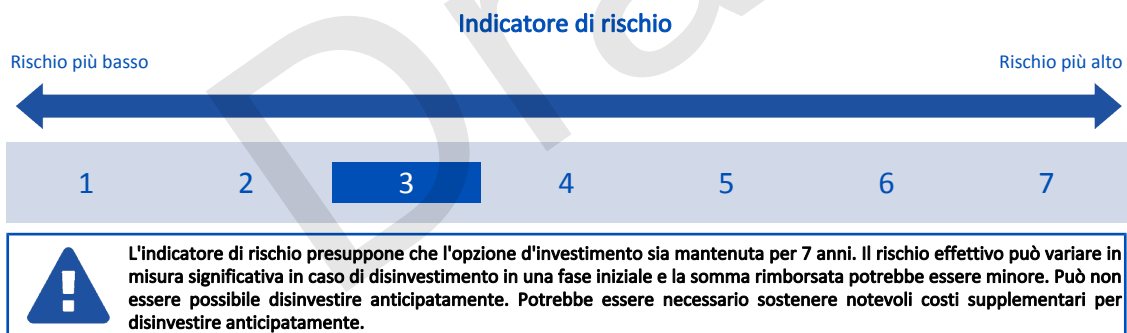 Indicatore di rischio
Rischio più basso
Rischio più alto
1 2 3 4 5 6 7
L'indicatore di rischio presuppone che l'opzione d'investimento sia mantenuta per 7 anni. Il rischio effettivo può variare in
misura significativa in caso di disinvestimento in una fase iniziale e la somma rimborsata potrebbe essere minore. Può non
essere possibile disinvestire anticipatamente. Potrebbe essere necessario sostenere notevoli costi supplementari per
disinvestire anticipatamente.